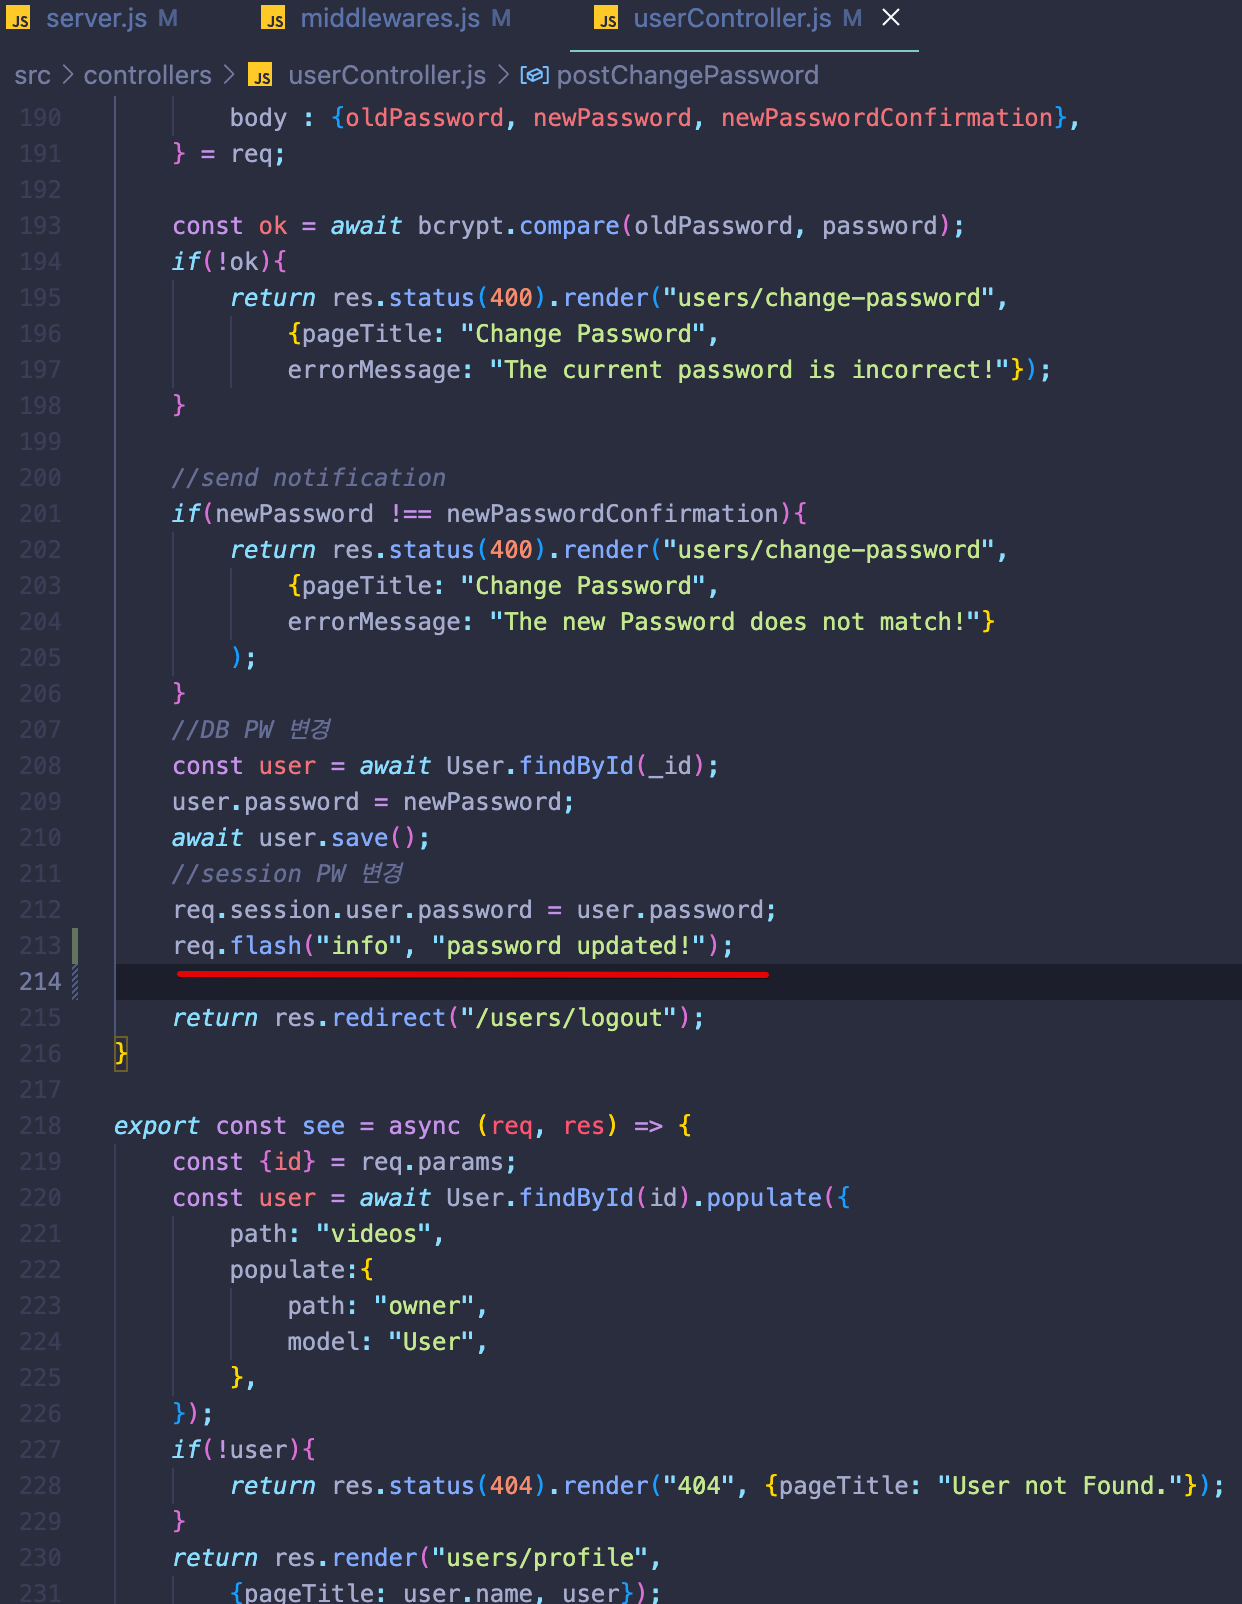 JS server.js M JS middlewares.js M JS userController.js M ×
src > controllers > JS userController.js > postChangePassword
190 body : {oldPassword, newPassword, newPasswordConfirmation},
191 } = req;
192
193 const ok = await bcrypt.compare(oldPassword, password);
194 if(!ok){
195 return res.status(400).render("users/change-password",
196 {pageTitle: "Change Password",
197 errorMessage: "The current password is incorrect!"});
198 }
199
200 //send notification
201 if(newPassword !== newPasswordConfirmation){
202 return res.status(400).render("users/change-password",
203 {pageTitle: "Change Password",
204 errorMessage: "The new Password does not match!"}
205 );
206 }
207 //DB PW 변경
208 const user = await User.findById(_id);
209 user.password = newPassword;
210 await user.save();
211 //session PW 변경
212 req.session.user.password = user.password;
213 req.flash("info", "password updated!");
214
215 return res.redirect("/users/logout");
216 }
217
218 export const see = async (req, res) => {
219 const {id} = req.params;
220 const user = await User.findById(id).populate({
221 path: "videos",
222 populate:{
223 path: "owner",
224 model: "User",
225 },
226 });
227 if(!user){
228 return res.status(404).render("404", {pageTitle: "User not Found."});
229 }
230 return res.render("users/profile",
231 {pageTitle: user.name, user});